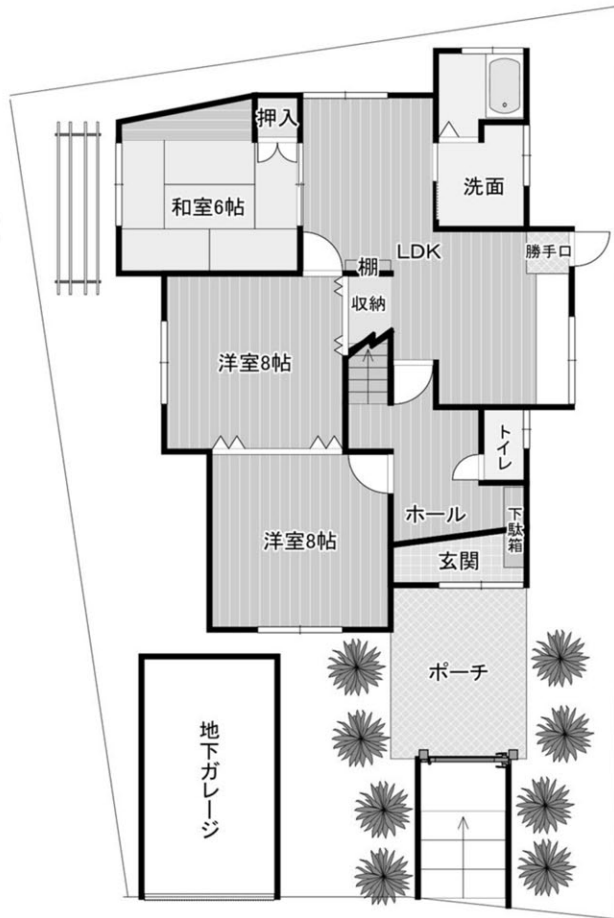 押入
和室6帖
洗面
LDK
勝手口
棚
収納
洋室8帖
トイレ
ホール
下駄箱
洋室8帖
玄関
ポーチ
地下ガレージ